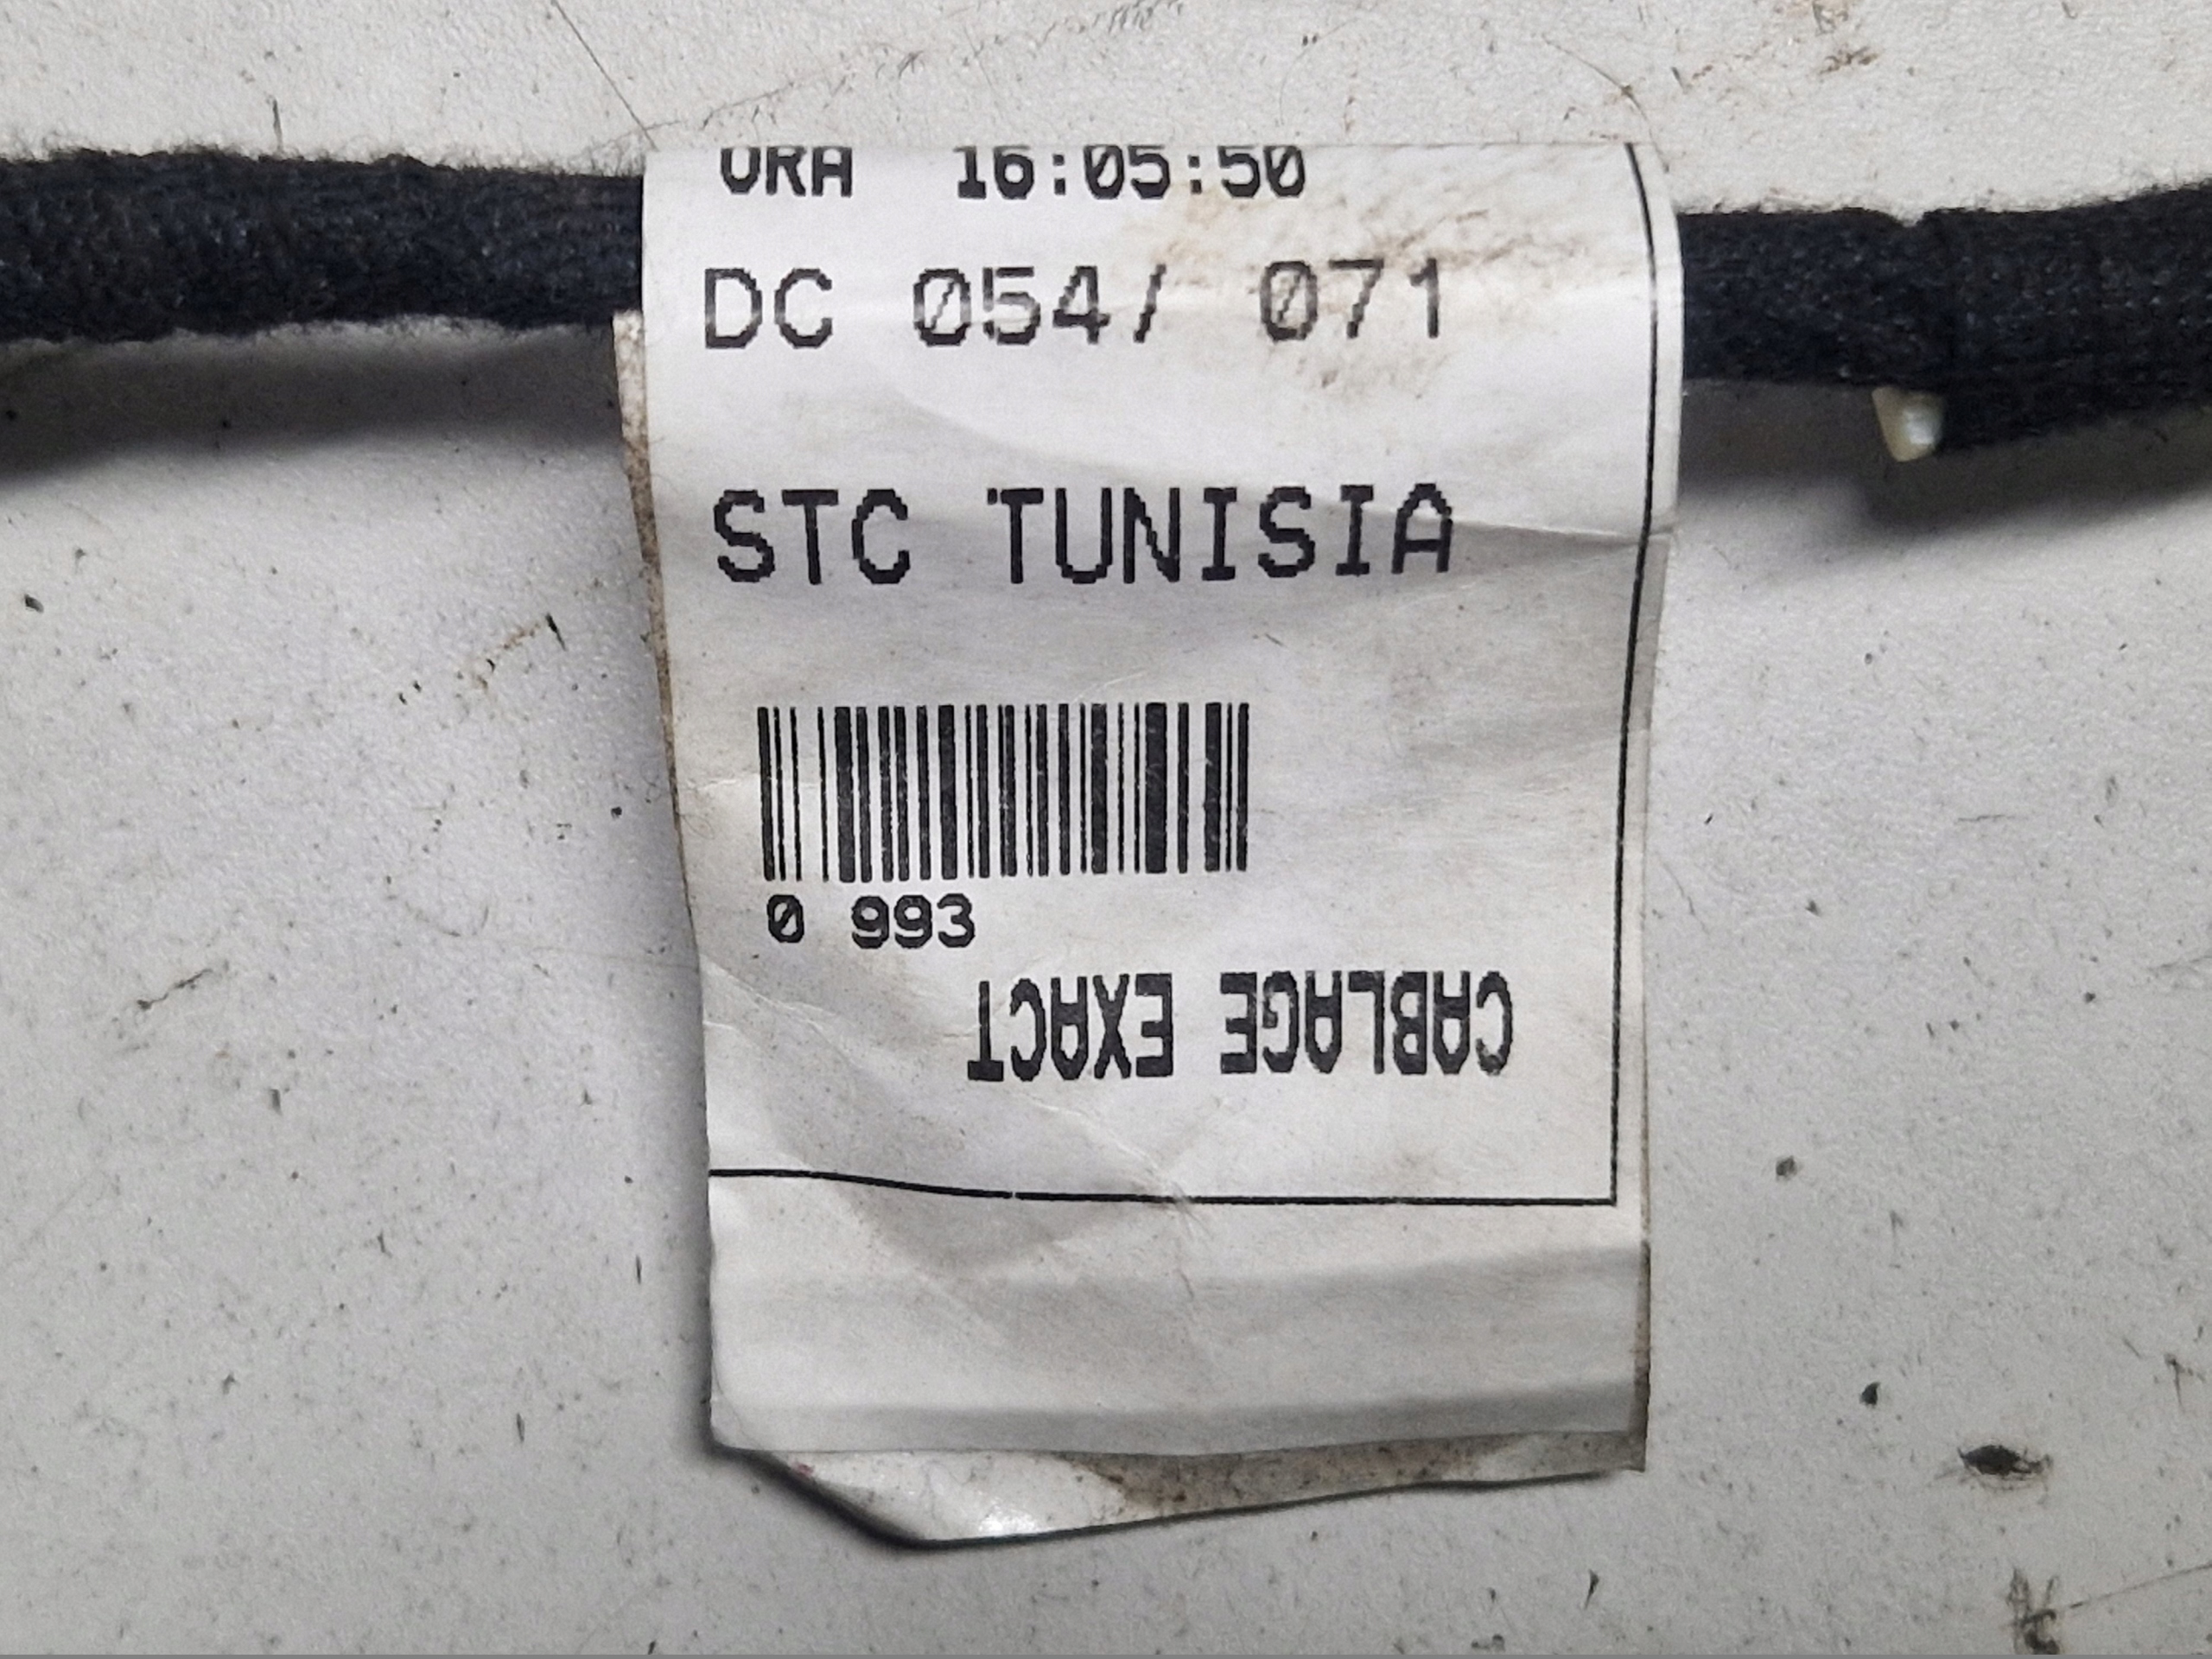 ORA 16:05:50
DC 054/ 071
STC TUNISIA
0 993
CABLAGE EXACT